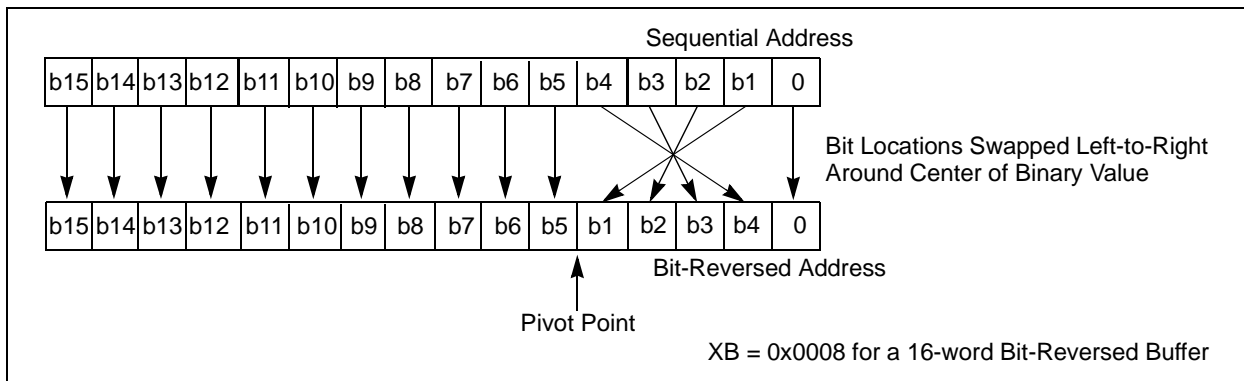 Sequential Address
b15 b14 b13 b12 b11 b10 b9 b8 b7 b6 b5 b4 b3 b2 b1 0
Bit Locations Swapped Left-to-Right
Around Center of Binary Value
b15 b14 b13 b12 b11 b10 b9 b8 b7 b6 b5 b1 b2 b3 b4 0
Bit-Reversed Address
Pivot Point
XB = 0x0008 for a 16-word Bit-Reversed Buffer